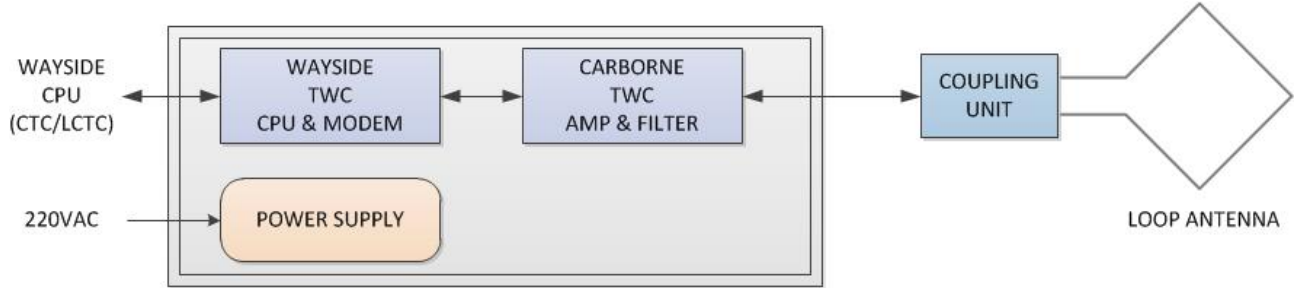 WAYSIDE
CPU
(CTC/LCTC)
WAYSIDE
TWC
CPU & MODEM
CARBORNE
TWC
AMP & FILTER
COUPLING
UNIT
220VAC
POWER SUPPLY
LOOP ANTENNA